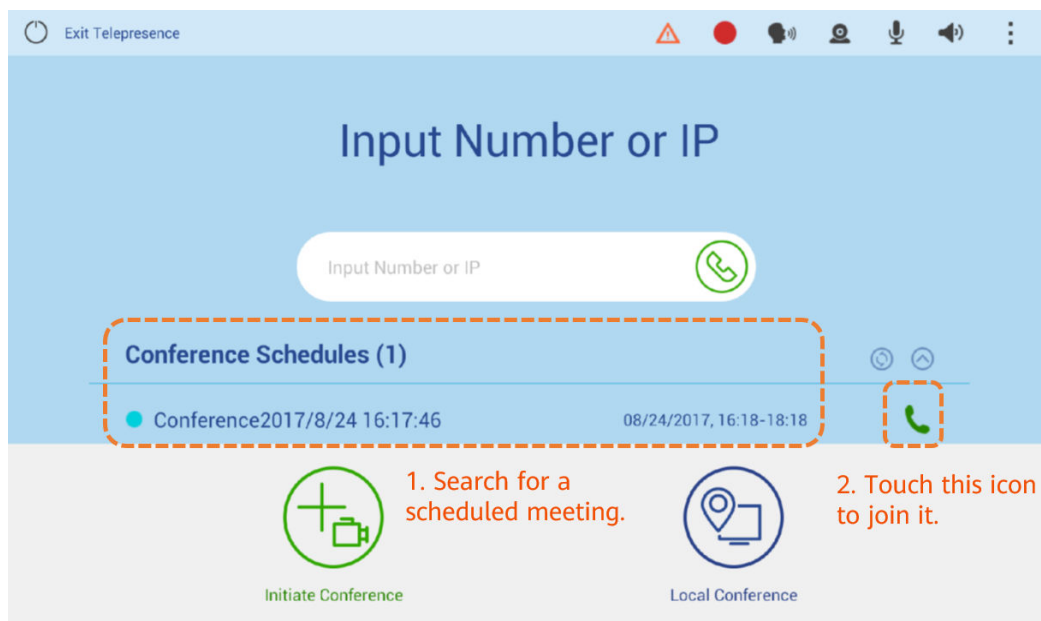 Exit Telepresence
Input Number or IP
Input Number or IP
Conference Schedules (1)
Conference2017/8/24 16:17:46
08/24/2017, 16:18-18:18
1. Search for a
scheduled meeting.
2. Touch this icon
to join it.
Initiate Conference
Local Conference